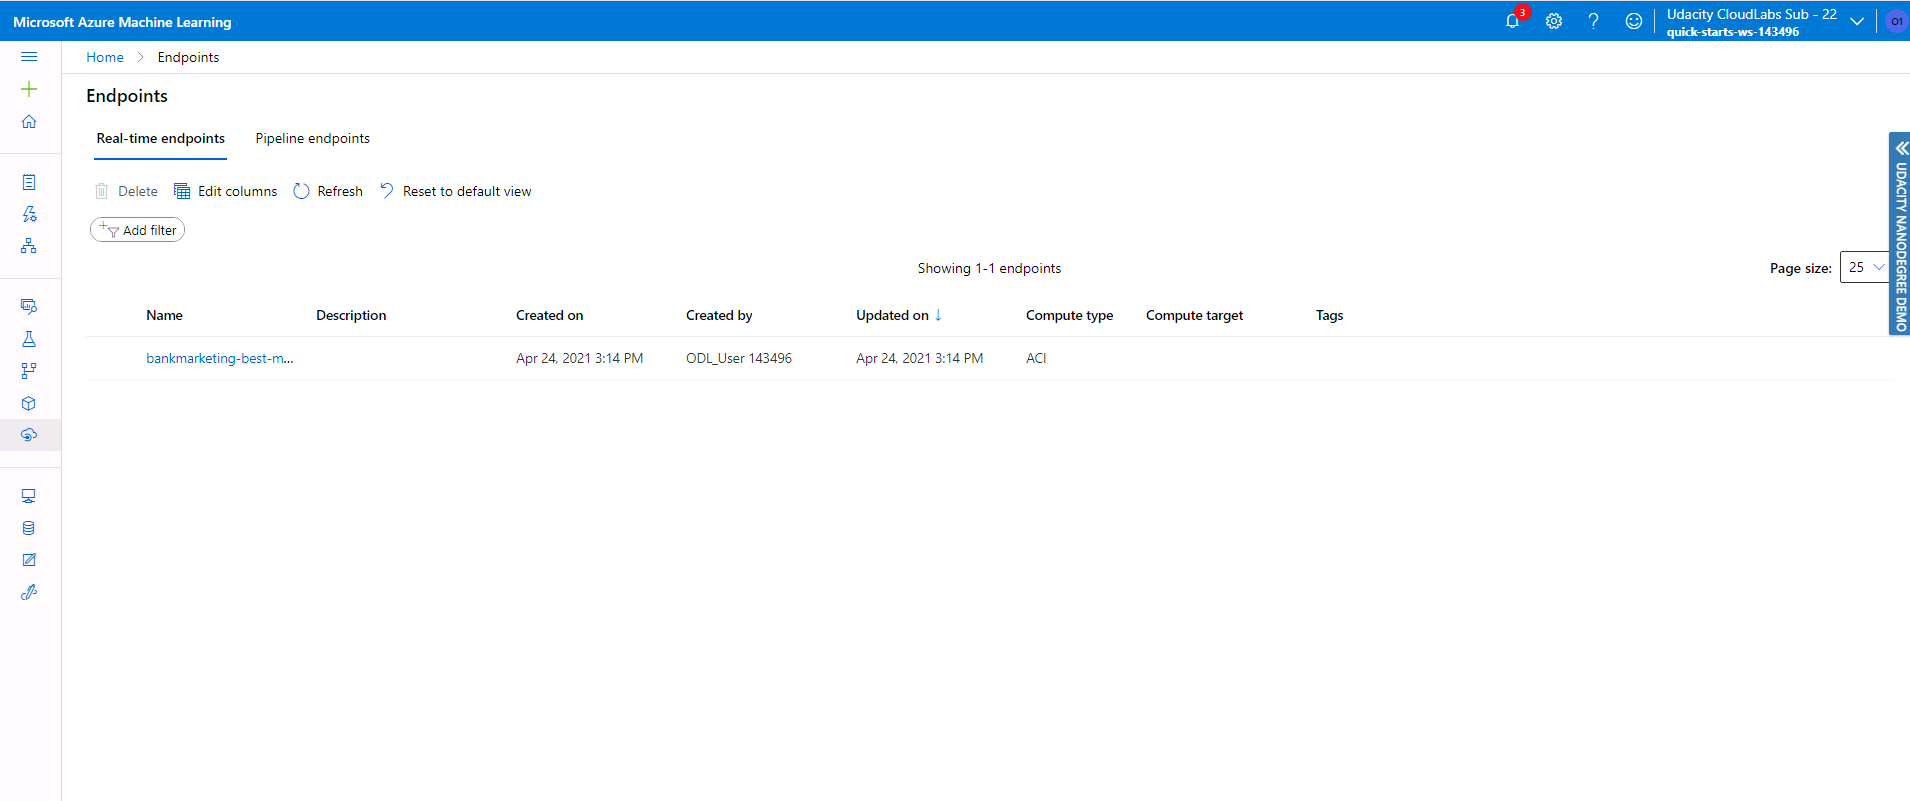 Microsoft Azure Machine Learning
3
Udacity CloudLabs Sub - 22
quick-starts-ws-143496
O1
Home > Endpoints
Endpoints
Real-time endpoints Pipeline endpoints
Delete Edit columns Refresh Reset to default view
Add filter
Showing 1-1 endpoints
Page size: 25
UDACITY NANODEGREE DEMO
Name Description Created on Created by Updated on ↓ Compute type Compute target Tags
bankmarketing-best-m... Apr 24, 2021 3:14 PM ODL_User 143496 Apr 24, 2021 3:14 PM ACI